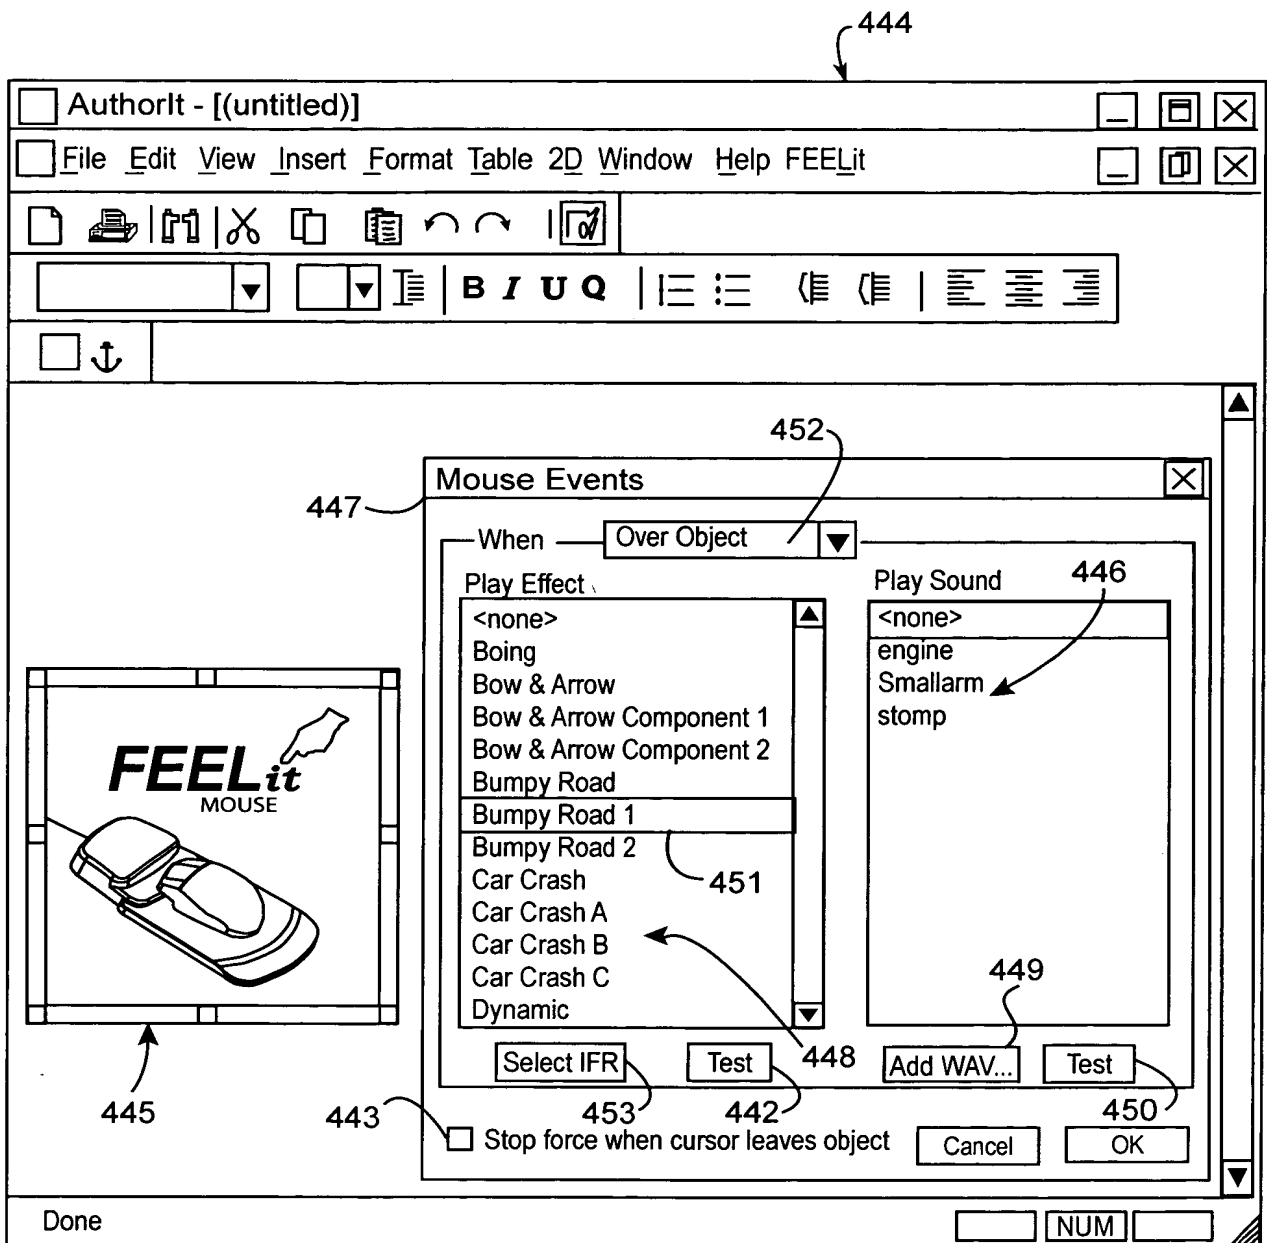 444
AuthorIt - [(untitled)]
File Edit View Insert Format Table 2D Window Help FEELit
B I U Q
452
Mouse Events
447
When Over Object
Play Effect
Play Sound
446
<none>
Boing
Bow & Arrow
Bow & Arrow Component 1
Bow & Arrow Component 2
Bumpy Road
Bumpy Road 1
Bumpy Road 2
Car Crash
Car Crash A
Car Crash B
Car Crash C
Dynamic
<none>
engine
Smallarm
stomp
451
448
449
FEELit
MOUSE
445
Select IFR
Test
Add WAV...
Test
443
453
442
450
Stop force when cursor leaves object
Cancel
OK
Done
NUM